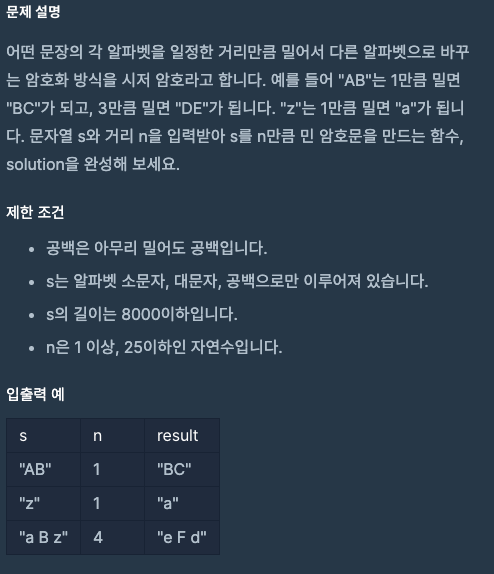 문제 설명
어떤 문장의 각 알파벳을 일정한 거리만큼 밀어서 다른 알파벳으로 바꾸
는 암호화 방식을 시저 암호라고 합니다. 예를 들어 "AB"는 1만큼 밀면
"BC"가 되고, 3만큼 밀면 "DE"가 됩니다. "z"는 1만큼 밀면 "a"가 됩니
다. 문자열 s와 거리 n을 입력받아 s를 n만큼 민 암호문을 만드는 함수,
solution을 완성해 보세요.
제한 조건
• 공백은 아무리 밀어도 공백입니다.
• s는 알파벳 소문자, 대문자, 공백으로만 이루어져 있습니다.
• s의 길이는 8000이하입니다.
• n은 1 이상, 25이하인 자연수입니다.
입출력 예
s n result
"AB" 1 "BC"
"z" 1 "a"
"a B z" 4 "e F d"